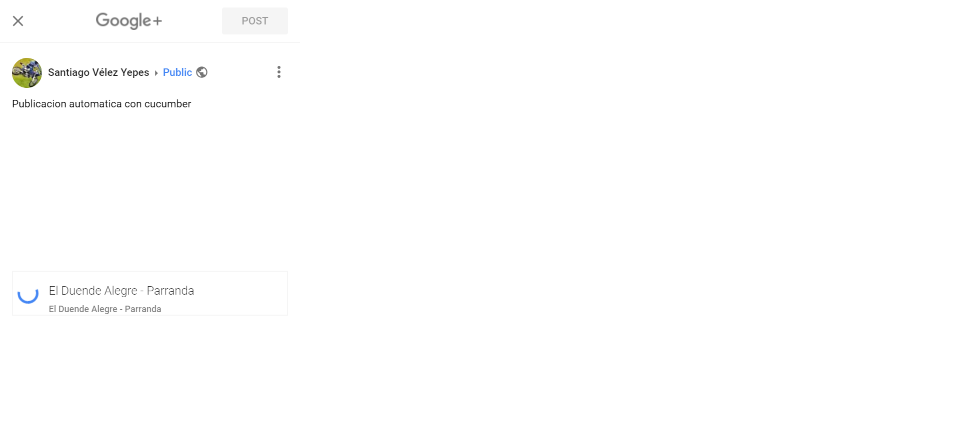 Google+
POST
Santiago Vélez Yepes Public
Publicacion automatica con cucumber
El Duende Alegre - Parranda
El Duende Alegre - Parranda